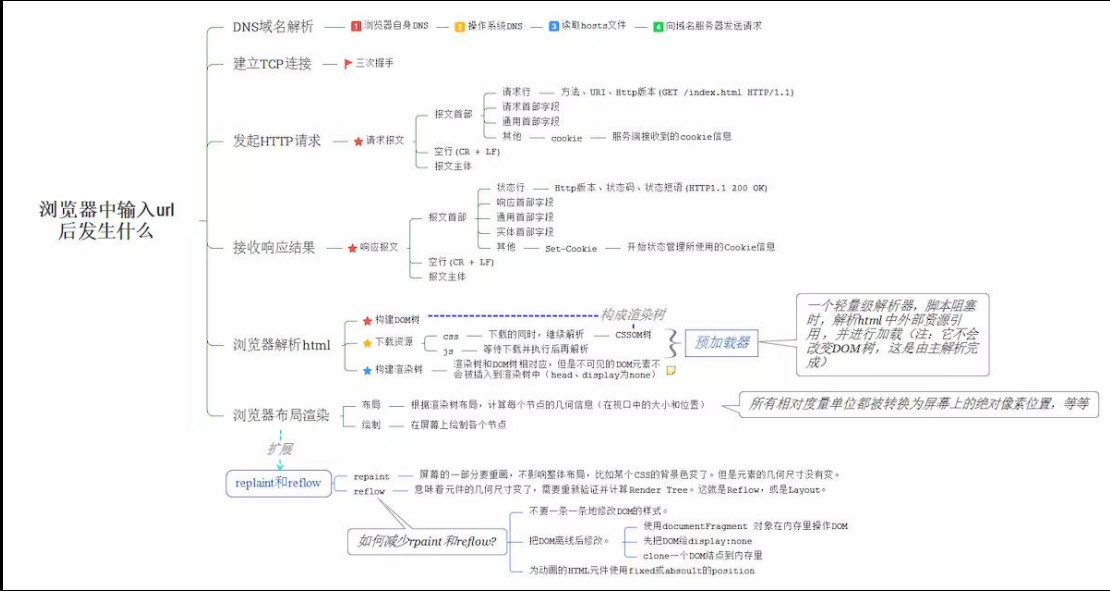 浏览器中输入url
后发生什么
DNS域名解析
1 浏览器自身DNS
2 操作系统DNS
3 读取hosts文件
4 向域名服务器发送请求
建立TCP连接
三次握手
发起HTTP请求
请求报文
报文首部
请求行
方法、URI、Http版本(GET /index.html HTTP/1.1)
请求首部字段
通用首部字段
其他
cookie
服务端接收到的cookie信息
空行(CR + LF)
报文主体
接收响应结果
响应报文
报文首部
状态行
Http版本、状态码、状态短语(HTTP1.1 200 OK)
响应首部字段
通用首部字段
实体首部字段
其他
Set-Cookie
开始状态管理所使用的Cookie信息
空行(CR + LF)
报文主体
浏览器解析html
构建DOM树
构成渲染树
下载资源
css
下载的同时，继续解析
CSSOM树
js
等待下载并执行后再解析
预加载器
一个轻量级解析器，脚本阻塞
时，解析html中外部资源引
用，并进行加载（注：它不会
改变DOM树，这是由主解析完
成）
构建渲染树
渲染树和DOM树相对应，但是不可见的DOM元素不
会被插入到渲染树中（head、display为none）
浏览器布局渲染
布局
根据渲染树布局，计算每个节点的几何信息（在视口中的大小和位置）
所有相对度量单位都被转换为屏幕上的绝对像素位置，等等
绘制
在屏幕上绘制各个节点
扩展
replaint和reflow
repaint
屏幕的一部分要重画，不影响整体布局，比如某个CSS的背景色变了。但是元素的几何尺寸没有变。
reflow
意味着元件的几何尺寸变了，需要重新验证并计算Render Tree。这就是Reflow，或是Layout。
如何减少rpaint和reflow?
不要一条一条地修改DOM的样式。
把DOM离线后修改。
使用documentFragment 对象在内存里操作DOM
先把DOM给display:none
clone一个DOM结点到内存里
为动画的HTML元件使用fixed或absoult的position